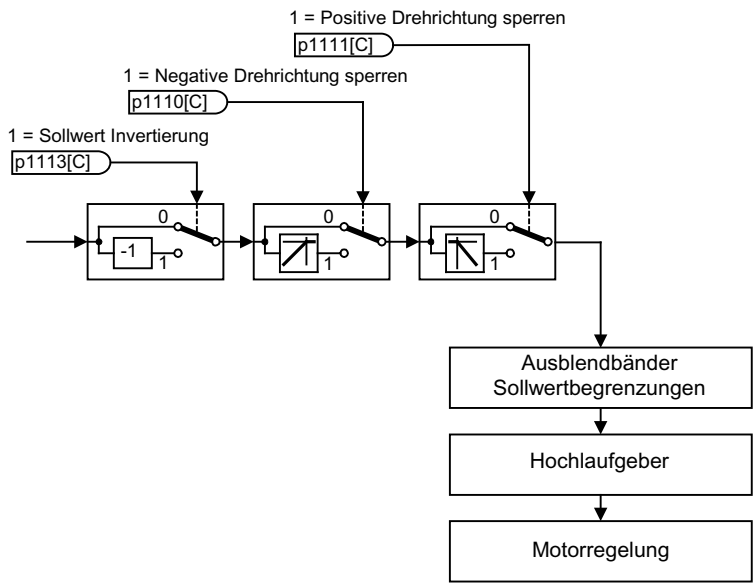 1 = Positive Drehrichtung sperren
p1111[C]
1 = Negative Drehrichtung sperren
p1110[C]
1 = Sollwert Invertierung
p1113[C]
0
-1
1
0
1
0
1
Ausblendbänder
Sollwertbegrenzungen
Hochlaufgeber
Motorregelung